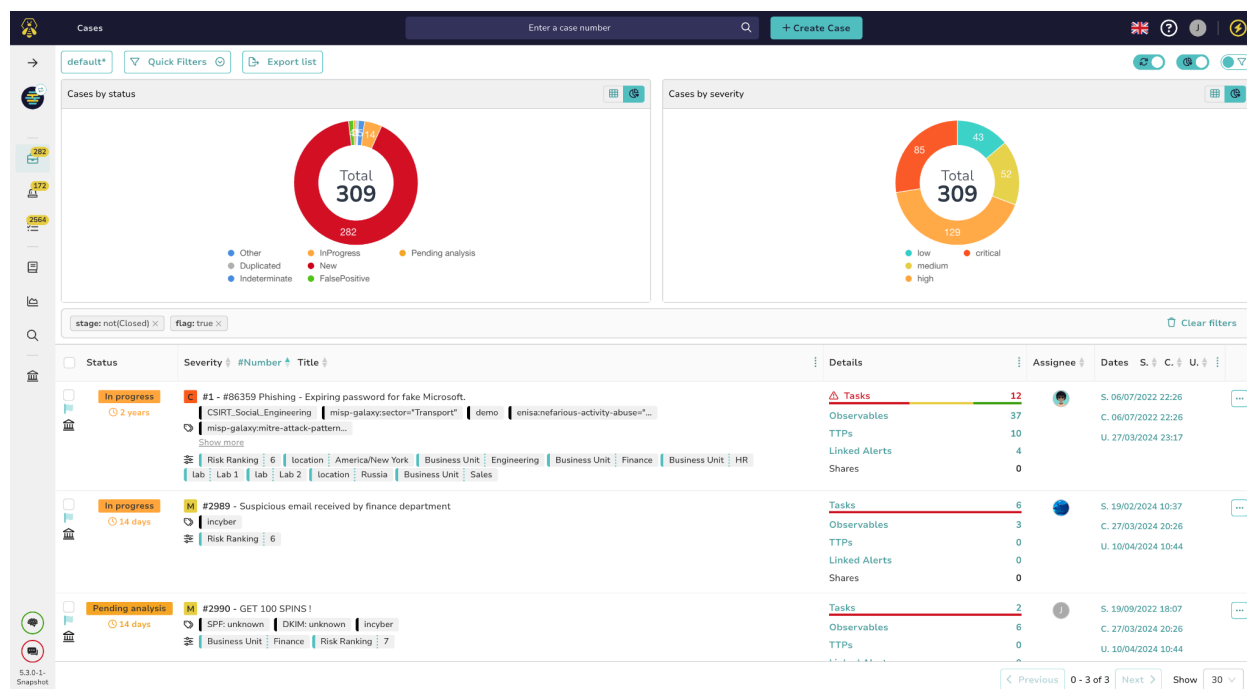 Cases
Enter a case number
+ Create Case
J
default*
Quick Filters
Export list
Cases by status
Cases by severity
282
172
2564
14
Total
309
282
Other
InProgress
Pending analysis
Duplicated
New
Indeterminate
FalsePositive
43
85
52
Total
309
129
low
critical
medium
high
stage: not(Closed) ×
flag: true ×
Clear filters
Status
Severity
#Number
Title
Details
Assignee
Dates
S.
C.
U.
In progress
2 years
C
#1 - #86359 Phishing - Expiring password for fake Microsoft.
CSIRT_Social_Engineering
misp-galaxy:sector="Transport"
demo
enisa:nefarious-activity-abuse="...
misp-galaxy:mitre-attack-pattern...
Show more
Risk Ranking 6
location America/New York
Business Unit Engineering
Business Unit Finance
Business Unit HR
lab Lab 1
lab Lab 2
location Russia
Business Unit Sales
Tasks 12
Observables 37
TTPs 10
Linked Alerts 4
Shares 0
S. 06/07/2022 22:26
C. 06/07/2022 22:26
U. 27/03/2024 23:17
In progress
14 days
M
#2989 - Suspicious email received by finance department
incyber
Risk Ranking 6
Tasks 6
Observables 3
TTPs 0
Linked Alerts 0
Shares 0
S. 19/02/2024 10:37
C. 27/03/2024 20:26
U. 10/04/2024 10:44
Pending analysis
14 days
M
#2990 - GET 100 SPINS !
SPF: unknown
DKIM: unknown
incyber
Business Unit Finance
Risk Ranking 7
Tasks 2
Observables 6
TTPs 0
J
S. 19/09/2022 18:07
C. 27/03/2024 20:26
U. 10/04/2024 10:44
5.3.0-1-
Snapshot
Previous
0 - 3 of 3
Next
Show
30